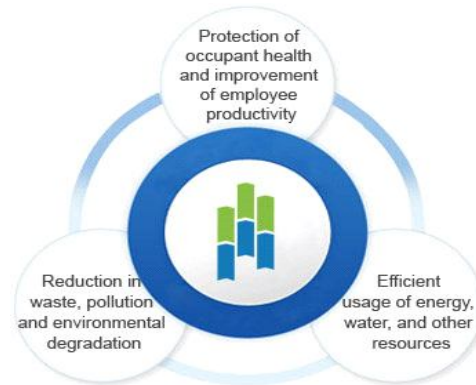 Protection of
occupant health
and improvement
of employee
productivity
Reduction in
waste, pollution
and environmental
degradation
Efficient
usage of energy,
water, and other
resources